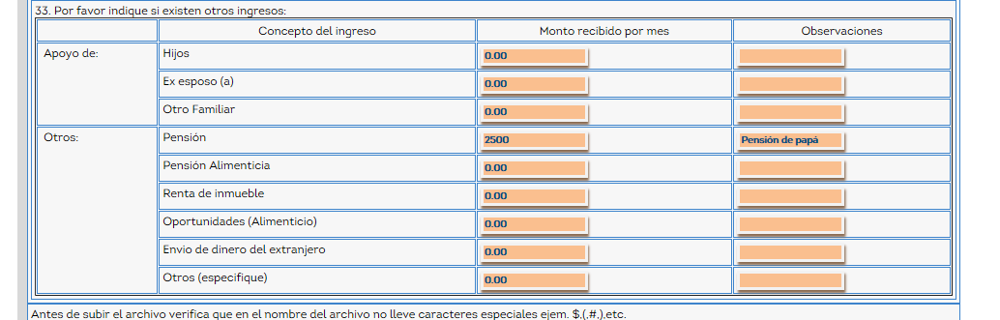 33. Por favor indique si existen otros ingresos:
Concepto del ingreso Monto recibido por mes Observaciones
Apoyo de: Hijos 0.00
Ex esposo (a) 0.00
Otro Familiar 0.00
Otros: Pensión 2500 Pensión de papá
Pensión Alimenticia 0.00
Renta de inmueble 0.00
Oportunidades (Alimenticio) 0.00
Envio de dinero del extranjero 0.00
Otros (especifique) 0.00
Antes de subir el archivo verifica que en el nombre del archivo no lleve caracteres especiales ejem. $,(,#,),etc.